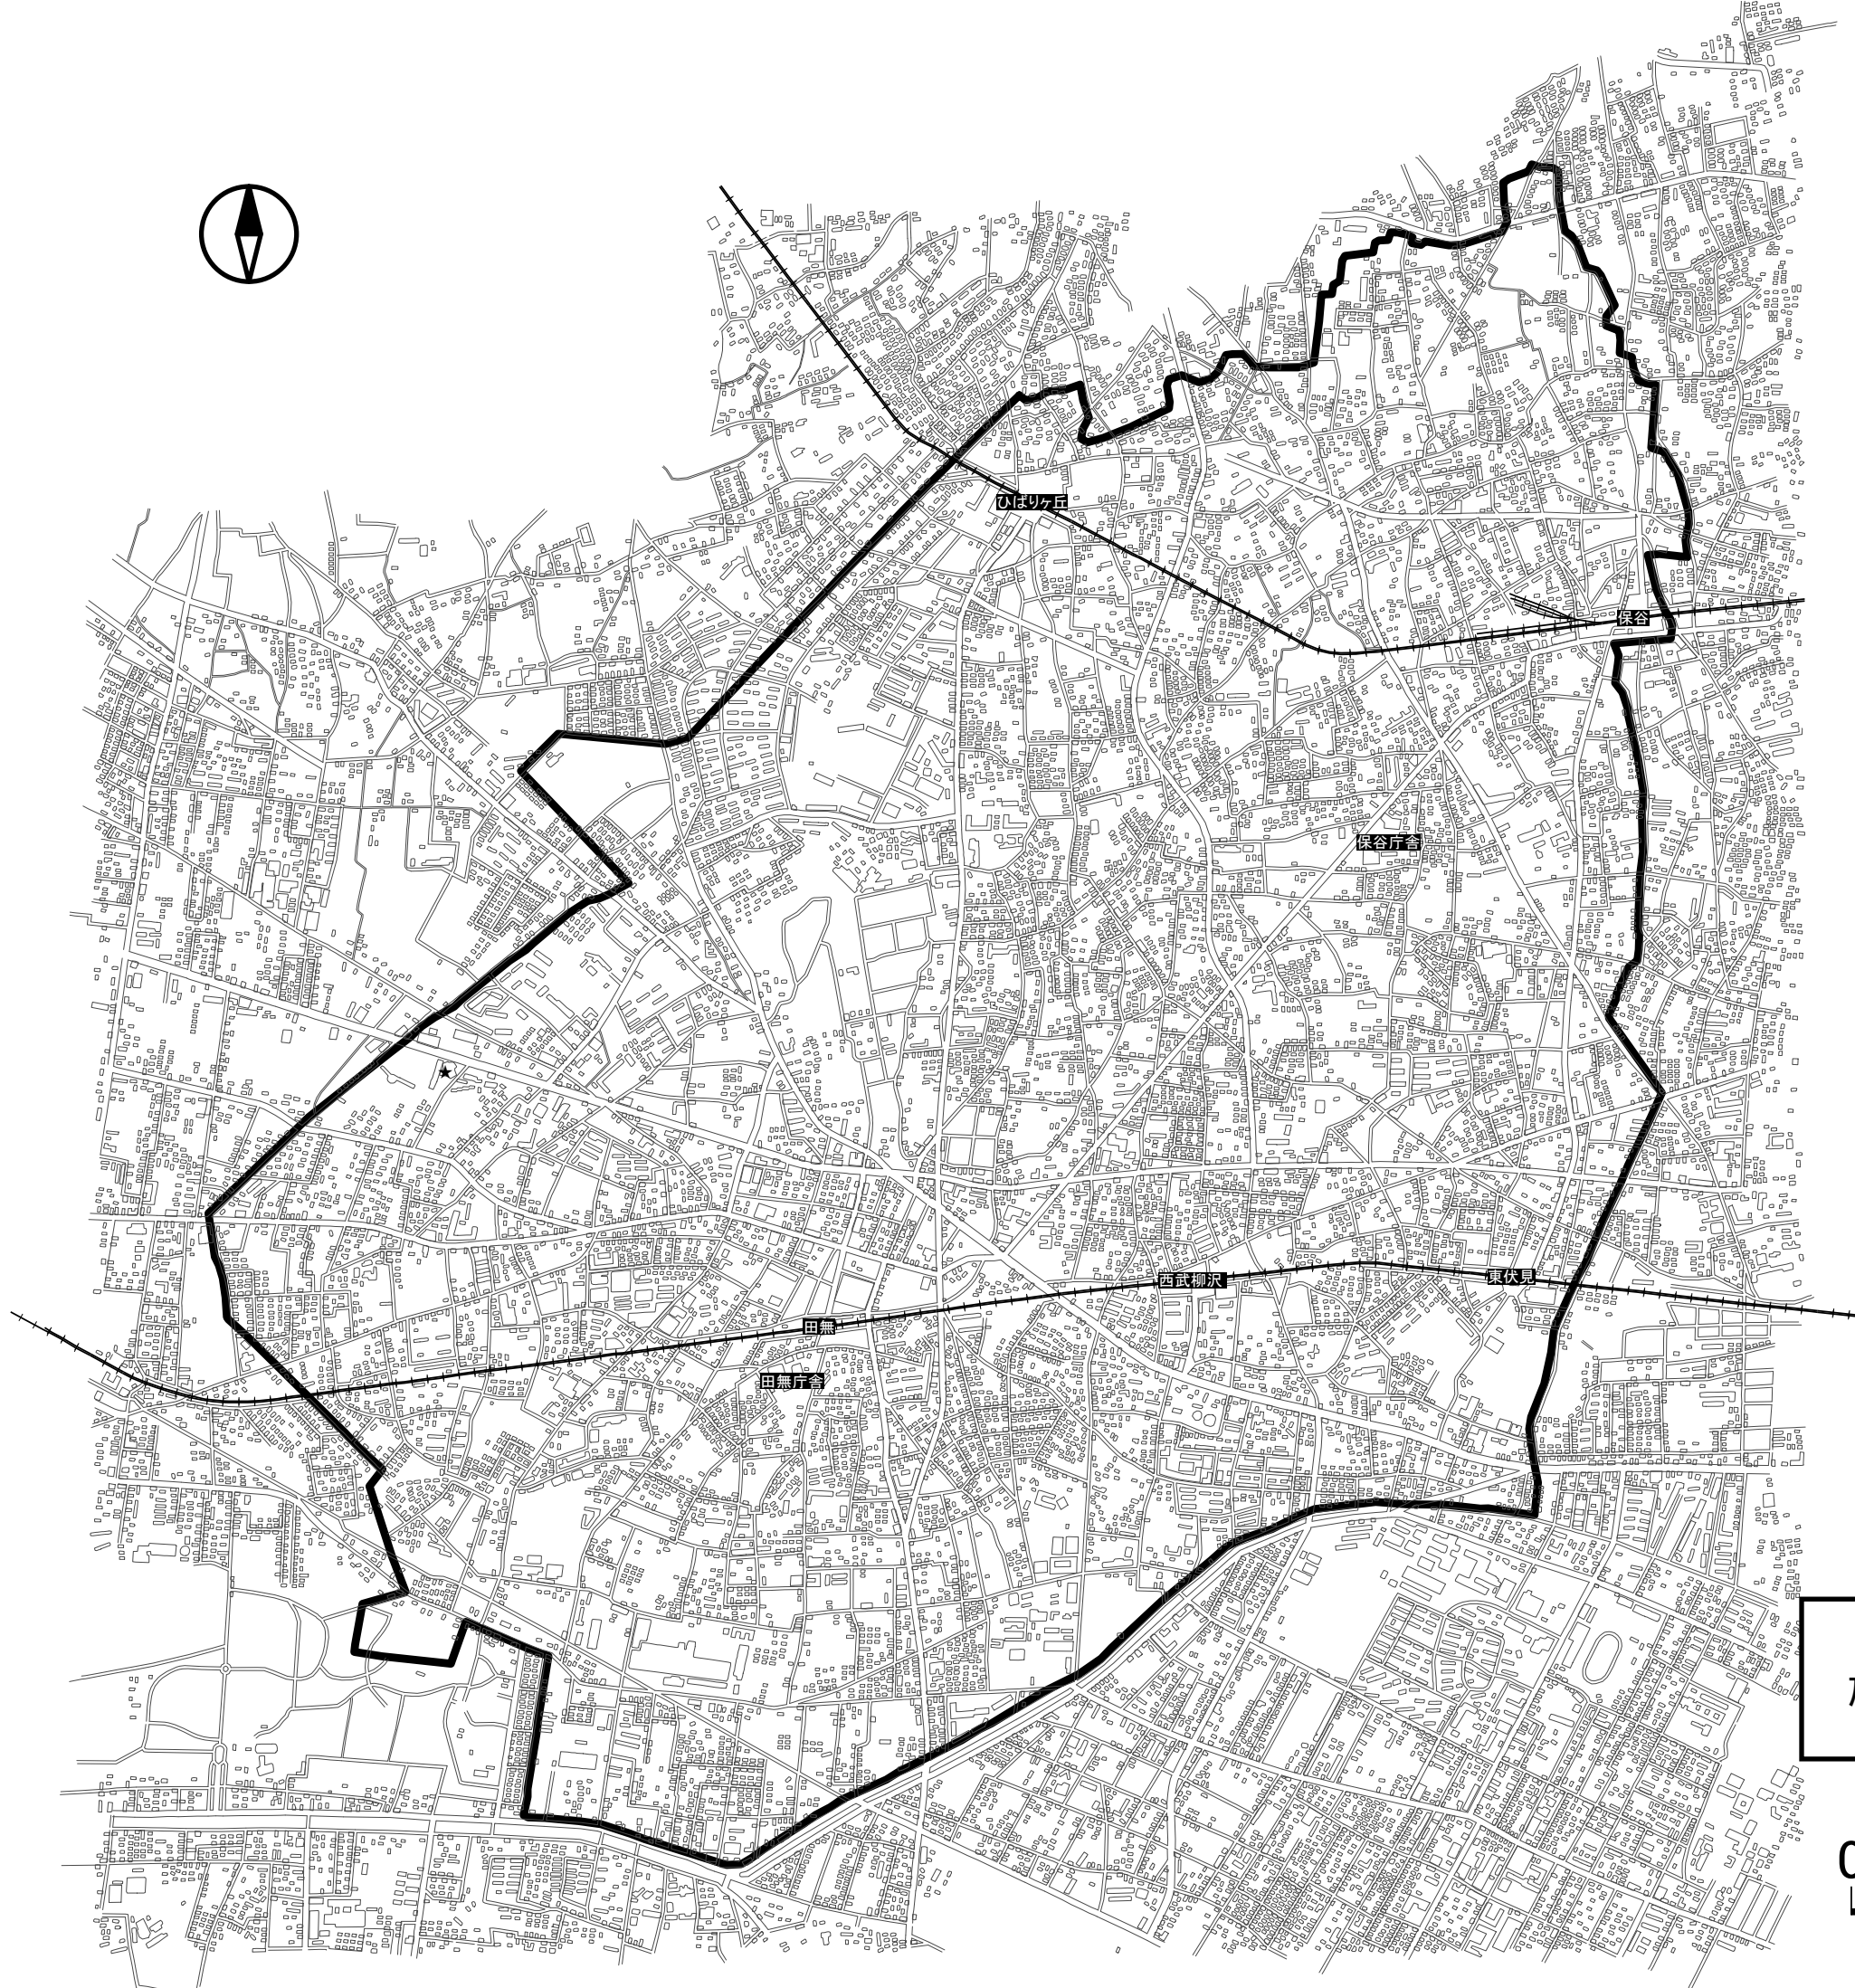 ひばりヶ丘
保谷
保谷庁舎
西武柳沢
東伏見
田無
田無庁舎